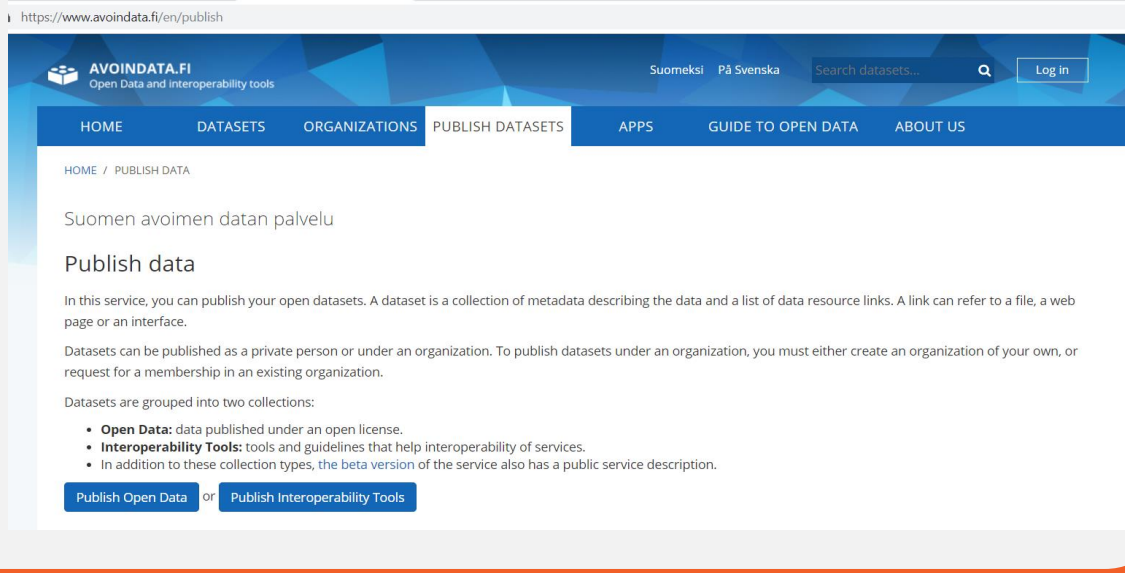 https://www.avoindata.fi/en/publish
AVOINDATA.FI
Open Data and interoperability tools
Suomeksi På Svenska Search datasets... Log in
HOME DATASETS ORGANIZATIONS PUBLISH DATASETS APPS GUIDE TO OPEN DATA ABOUT US
HOME / PUBLISH DATA
Suomen avoimen datan palvelu
Publish data
In this service, you can publish your open datasets. A dataset is a collection of metadata describing the data and a list of data resource links. A link can refer to a file, a web
page or an interface.
Datasets can be published as a private person or under an organization. To publish datasets under an organization, you must either create an organization of your own, or
request for a membership in an existing organization.
Datasets are grouped into two collections:
• Open Data: data published under an open license.
• Interoperability Tools: tools and guidelines that help interoperability of services.
• In addition to these collection types, the beta version of the service also has a public service description.
Publish Open Data or Publish Interoperability Tools